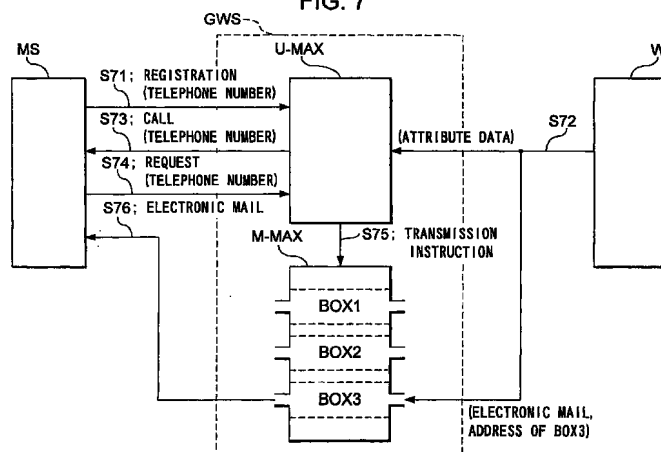 FIG. 7
GWS
MS
U-MAX
W
S71; REGISTRATION
(TELEPHONE NUMBER)
S73; CALL
(TELEPHONE NUMBER)
S74; REQUEST
(TELEPHONE NUMBER)
S76; ELECTRONIC MAIL
(ATTRIBUTE DATA)
S72
S75; TRANSMISSION
INSTRUCTION
M-MAX
BOX1
BOX2
BOX3
(ELECTRONIC MAIL,
ADDRESS OF BOX3)